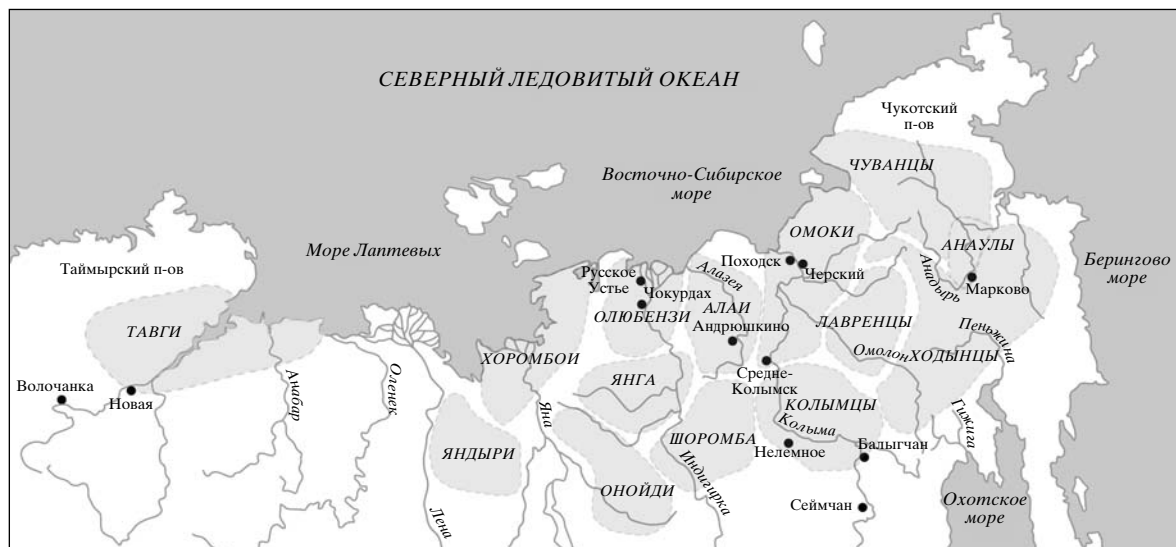 СЕВЕРНЫЙ ЛЕДОВИТЫЙ ОКЕАН
Чукотский
п-ов
ЧУВАНЦЫ
Восточно-Сибирское
море
ОМОКИ
АНАУЛЫ
Берингово
море
Море Лаптевых
Таймырский п-ов
Походск
Черский
Алазея
Анадырь
Марково
Русское
Устье
Чокурдах
ОЛЮБЕНЗИ
АЛАИ
Андрюшкино
ЛАВРЕНЦЫ
Пеньжина
ТАВГИ
ХОРОМБОИ
Омолон
ХОДЫНЦЫ
Волочанка
Новая
Анабар
Оленек
ЯНГА
Средне-
Колымск
Яна
КОЛЫМЦЫ
Колыма
Гижига
ЯНДЫРИ
ШОРОМБА
Нелемное
Балыгчан
ОНОЙДИ
Индигирка
Лена
Сеймчан
Охотское
море